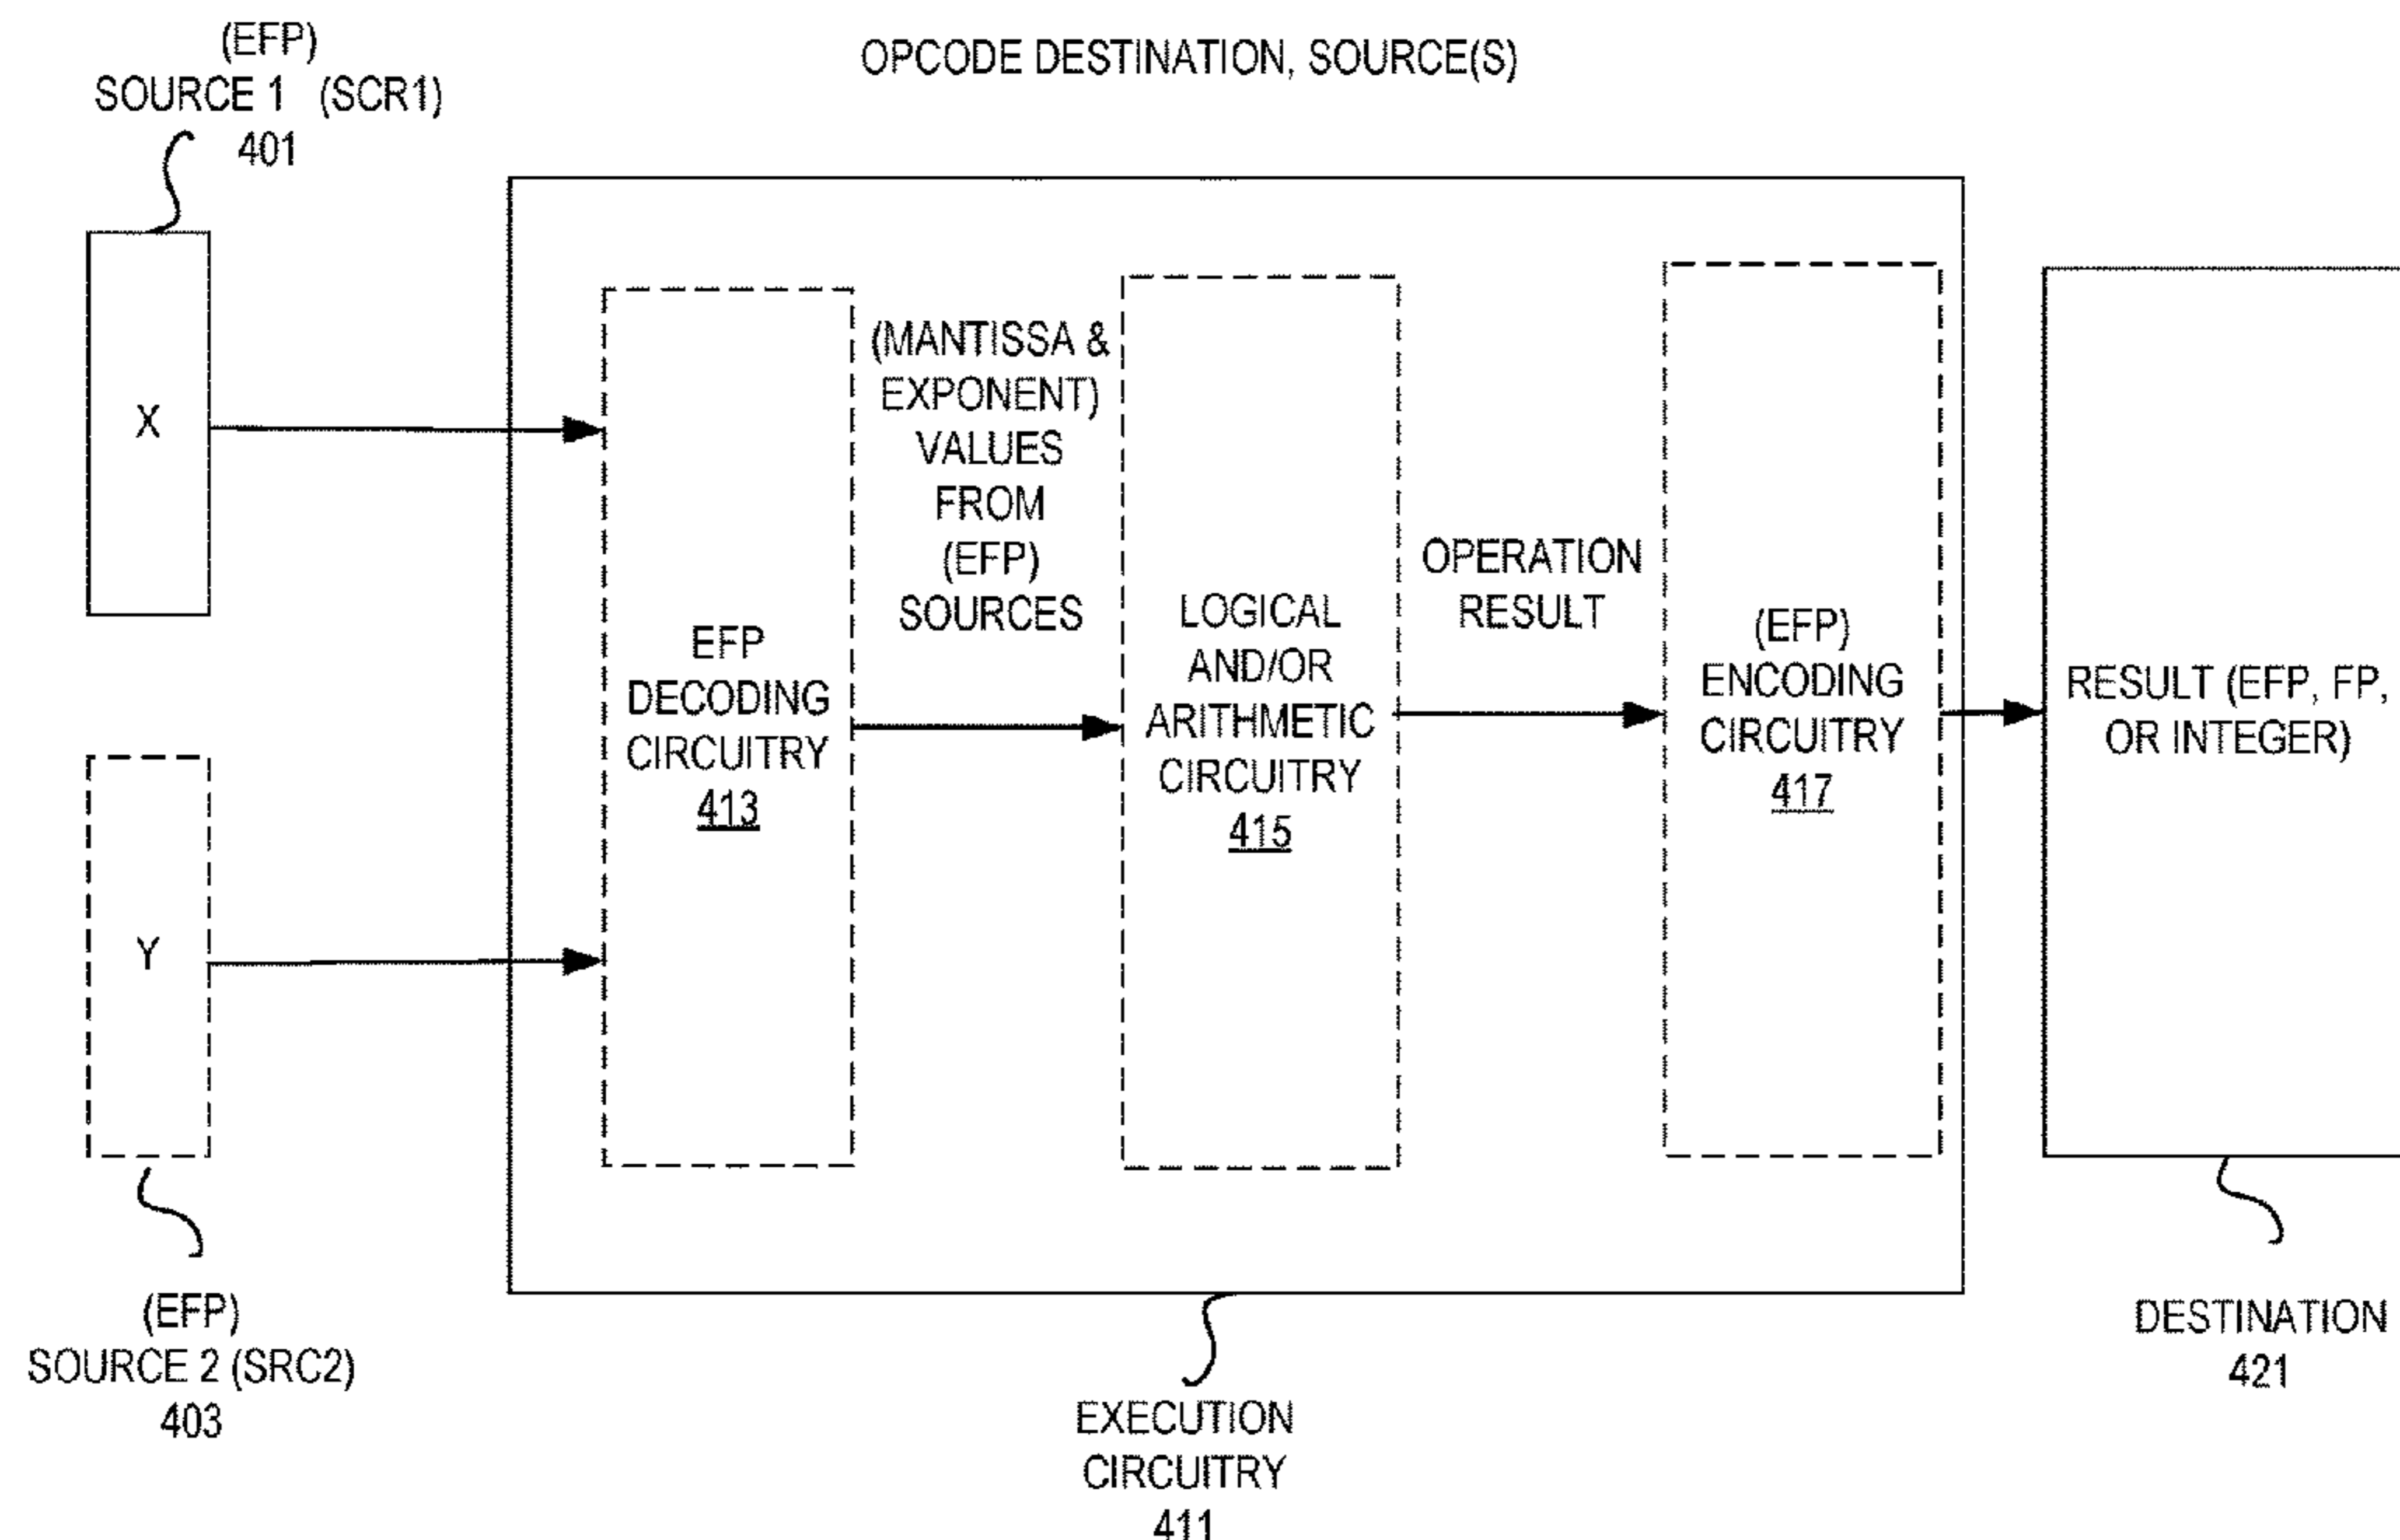 (EFP)
SOURCE 1 (SCR1)
401
OPCODE DESTINATION, SOURCE(S)
X
Y
(EFP)
SOURCE 2 (SRC2)
403
EFP
DECODING
CIRCUITRY
413
(MANTISSA &
EXPONENT)
VALUES
FROM
(EFP)
SOURCES
LOGICAL
AND/OR
ARITHMETIC
CIRCUITRY
415
OPERATION
RESULT
(EFP)
ENCODING
CIRCUITRY
417
RESULT (EFP, FP,
OR INTEGER)
DESTINATION
421
EXECUTION
CIRCUITRY
411